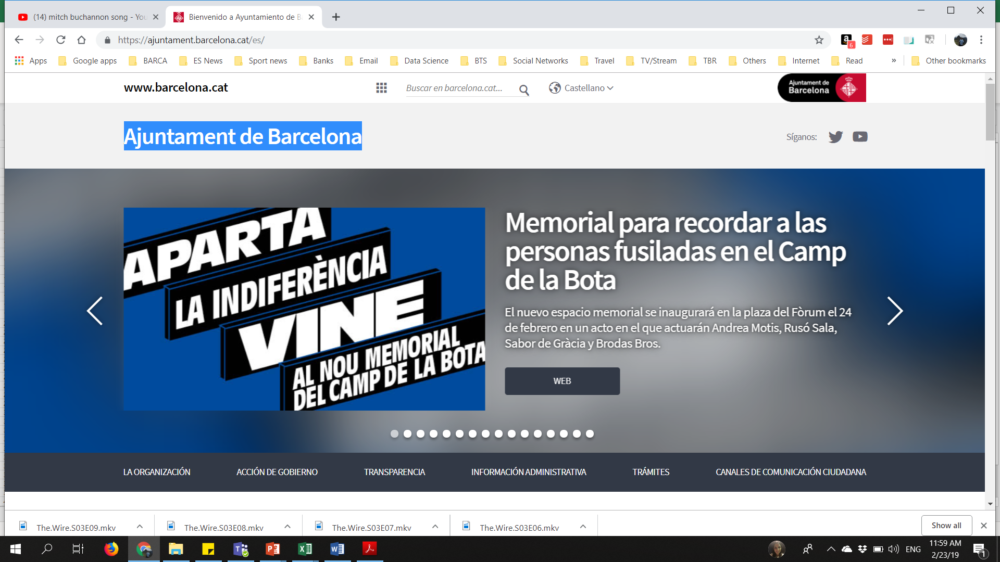 (14) mitch buchannon song - You
Bienvenido a Ayuntamiento de B
https://ajuntament.barcelona.cat/es/
6
Apps
Google apps
BARCA
ES News
Sport news
Banks
Email
Data Science
BTS
Social Networks
Travel
TV/Stream
TBR
Others
Internet
Read
»
Other bookmarks
www.barcelona.cat
Buscar en barcelona.cat...
Castellano
Ajuntament de
Barcelona
Ajuntament de Barcelona
Síganos:
APARTA
LA INDIFERÈNCIA
VINE
AL NOU MEMORIAL
DEL CAMP DE LA BOTA
Memorial para recordar a las
personas fusiladas en el Camp
de la Bota
El nuevo espacio memorial se inaugurará en la plaza del Fòrum el 24
de febrero en un acto en el que actuarán Andrea Motis, Rusó Sala,
Sabor de Gràcia y Brodas Bros.
WEB
LA ORGANIZACIÓN
ACCIÓN DE GOBIERNO
TRANSPARENCIA
INFORMACIÓN ADMINISTRATIVA
TRÁMITES
CANALES DE COMUNICACIÓN CIUDADANA
The.Wire.S03E09.mkv
The.Wire.S03E08.mkv
The.Wire.S03E07.mkv
The.Wire.S03E06.mkv
Show all
ENG
11:59 AM
2/23/19
1